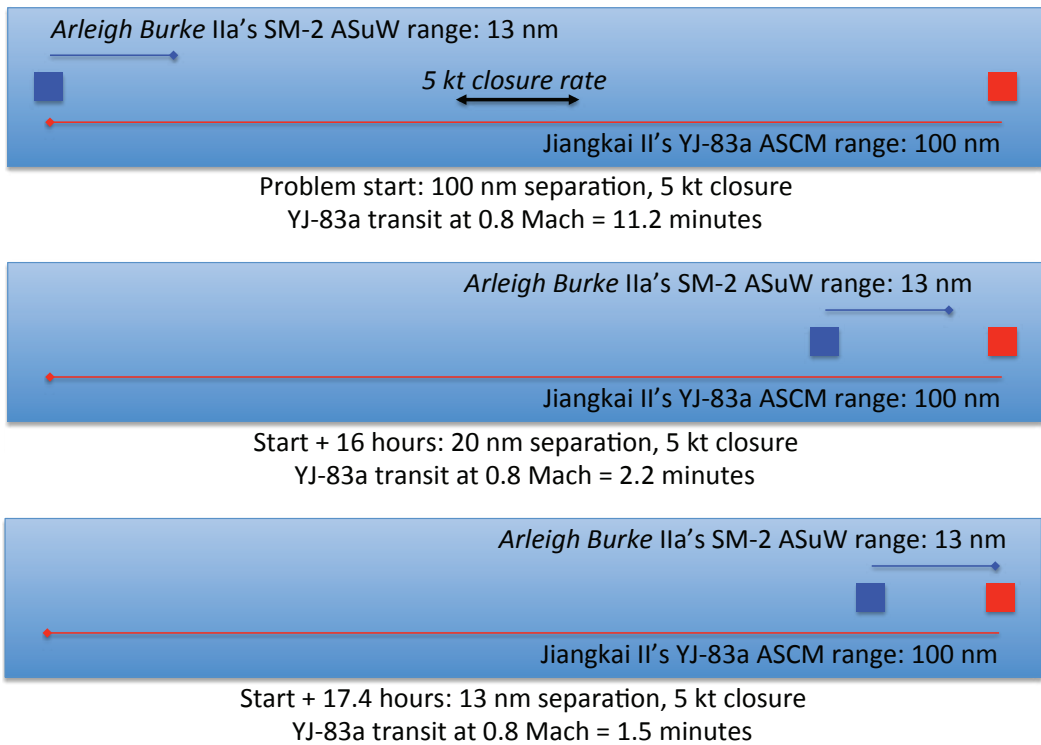 Arleigh Burke IIa’s SM-2 ASuW range: 13 nm
5 kt closure rate
Jiangkai II’s YJ-83a ASCM range: 100 nm
Problem start: 100 nm separation, 5 kt closure
YJ-83a transit at 0.8 Mach = 11.2 minutes
Arleigh Burke IIa’s SM-2 ASuW range: 13 nm
Jiangkai II’s YJ-83a ASCM range: 100 nm
Start + 16 hours: 20 nm separation, 5 kt closure
YJ-83a transit at 0.8 Mach = 2.2 minutes
Arleigh Burke IIa’s SM-2 ASuW range: 13 nm
Jiangkai II’s YJ-83a ASCM range: 100 nm
Start + 17.4 hours: 13 nm separation, 5 kt closure
YJ-83a transit at 0.8 Mach = 1.5 minutes